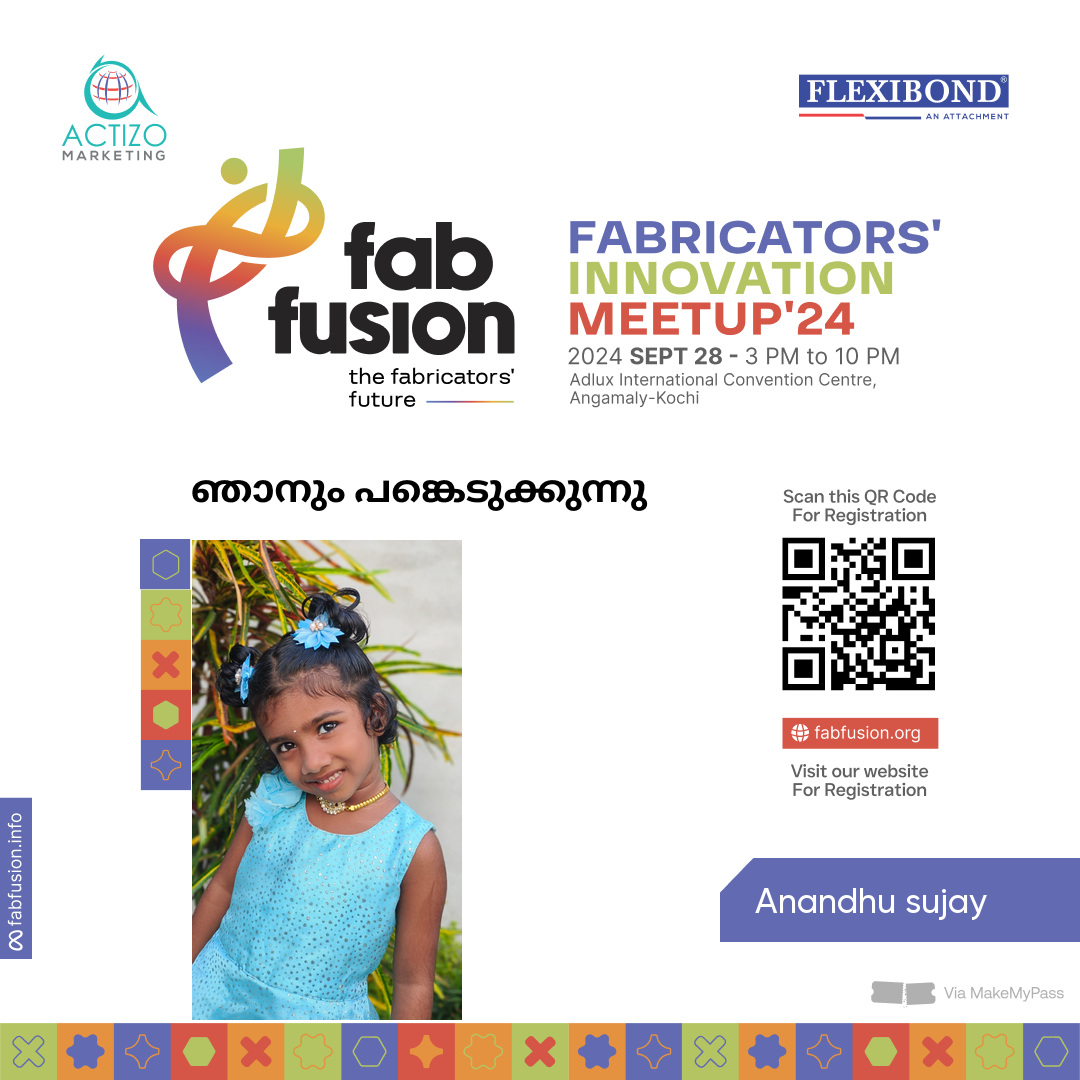 ACTIZO
MARKETING
FLEXIBOND®
AN ATTACHMENT
fab
fusion
the fabricators'
future
FABRICATORS'
INNOVATION
MEETUP'24
2024 SEPT 28 - 3 PM to 10 PM
Adlux International Convention Centre,
Angamaly-Kochi
ഞാനും പങ്കെടുക്കുന്നു
Scan this QR Code
For Registration
fabfusion.org
Visit our website
For Registration
fabfusion.info
Anandhu sujay
Via MakeMyPass